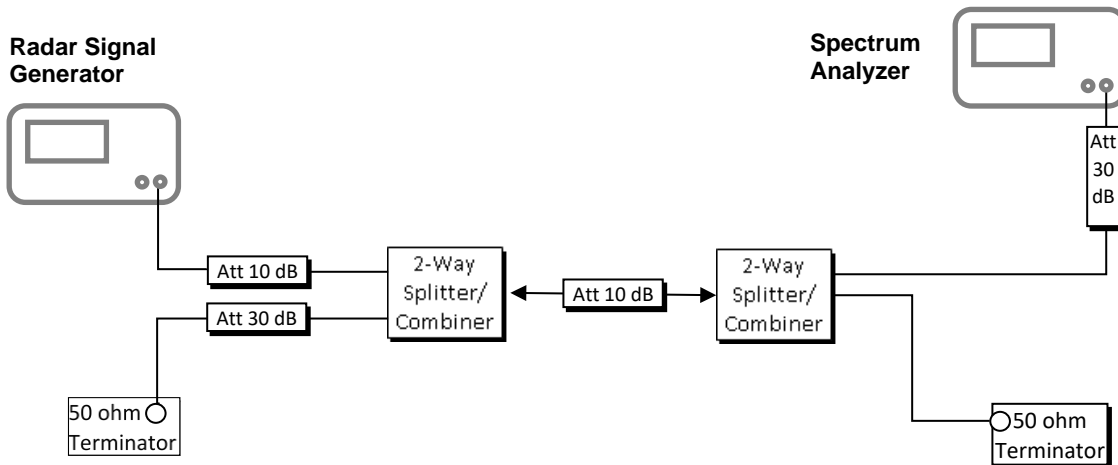 Radar Signal
Generator
Spectrum
Analyzer
Att
30
dB
Att 10 dB
2-Way
Splitter/
Combiner
Att 10 dB
2-Way
Splitter/
Combiner
Att 30 dB
50 ohm
Terminator
50 ohm
Terminator